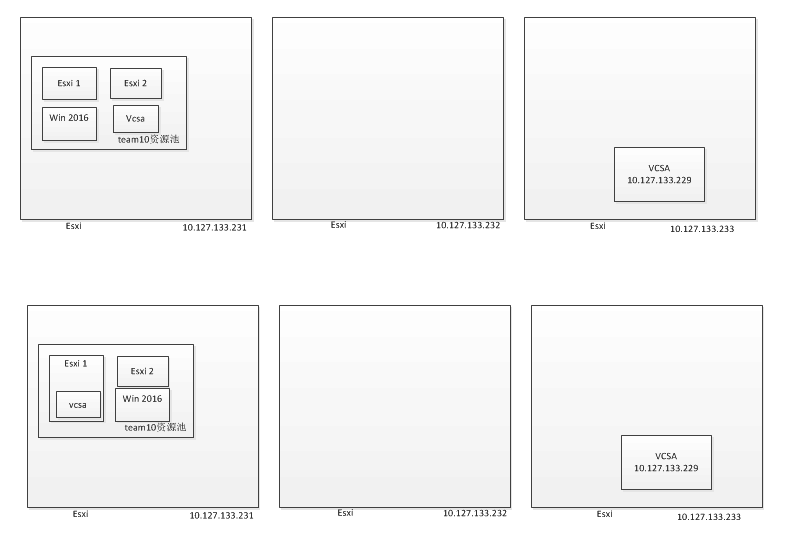 Esxi 1
Esxi 2
Win 2016
Vcsa
team10资源池
VCSA
10.127.133.229
Esxi
10.127.133.231
Esxi
10.127.133.232
Esxi
10.127.133.233
Esxi 1
Esxi 2
vcsa
Win 2016
team10资源池
VCSA
10.127.133.229
Esxi
10.127.133.231
Esxi
10.127.133.232
Esxi
10.127.133.233